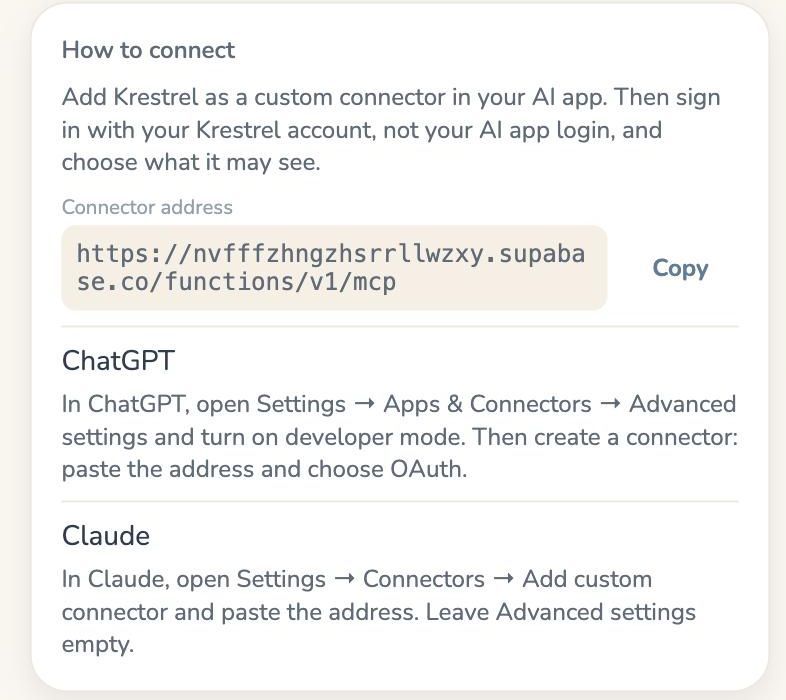 How to connect
Add Krestrel as a custom connector in your AI app. Then sign
in with your Krestrel account, not your AI app login, and
choose what it may see.
Connector address
https://nvfffzhngzhsrrllwzxy.supaba
se.co/functions/v1/mcp
Copy
ChatGPT
In ChatGPT, open Settings → Apps & Connectors → Advanced
settings and turn on developer mode. Then create a connector:
paste the address and choose OAuth.
Claude
In Claude, open Settings → Connectors → Add custom
connector and paste the address. Leave Advanced settings
empty.